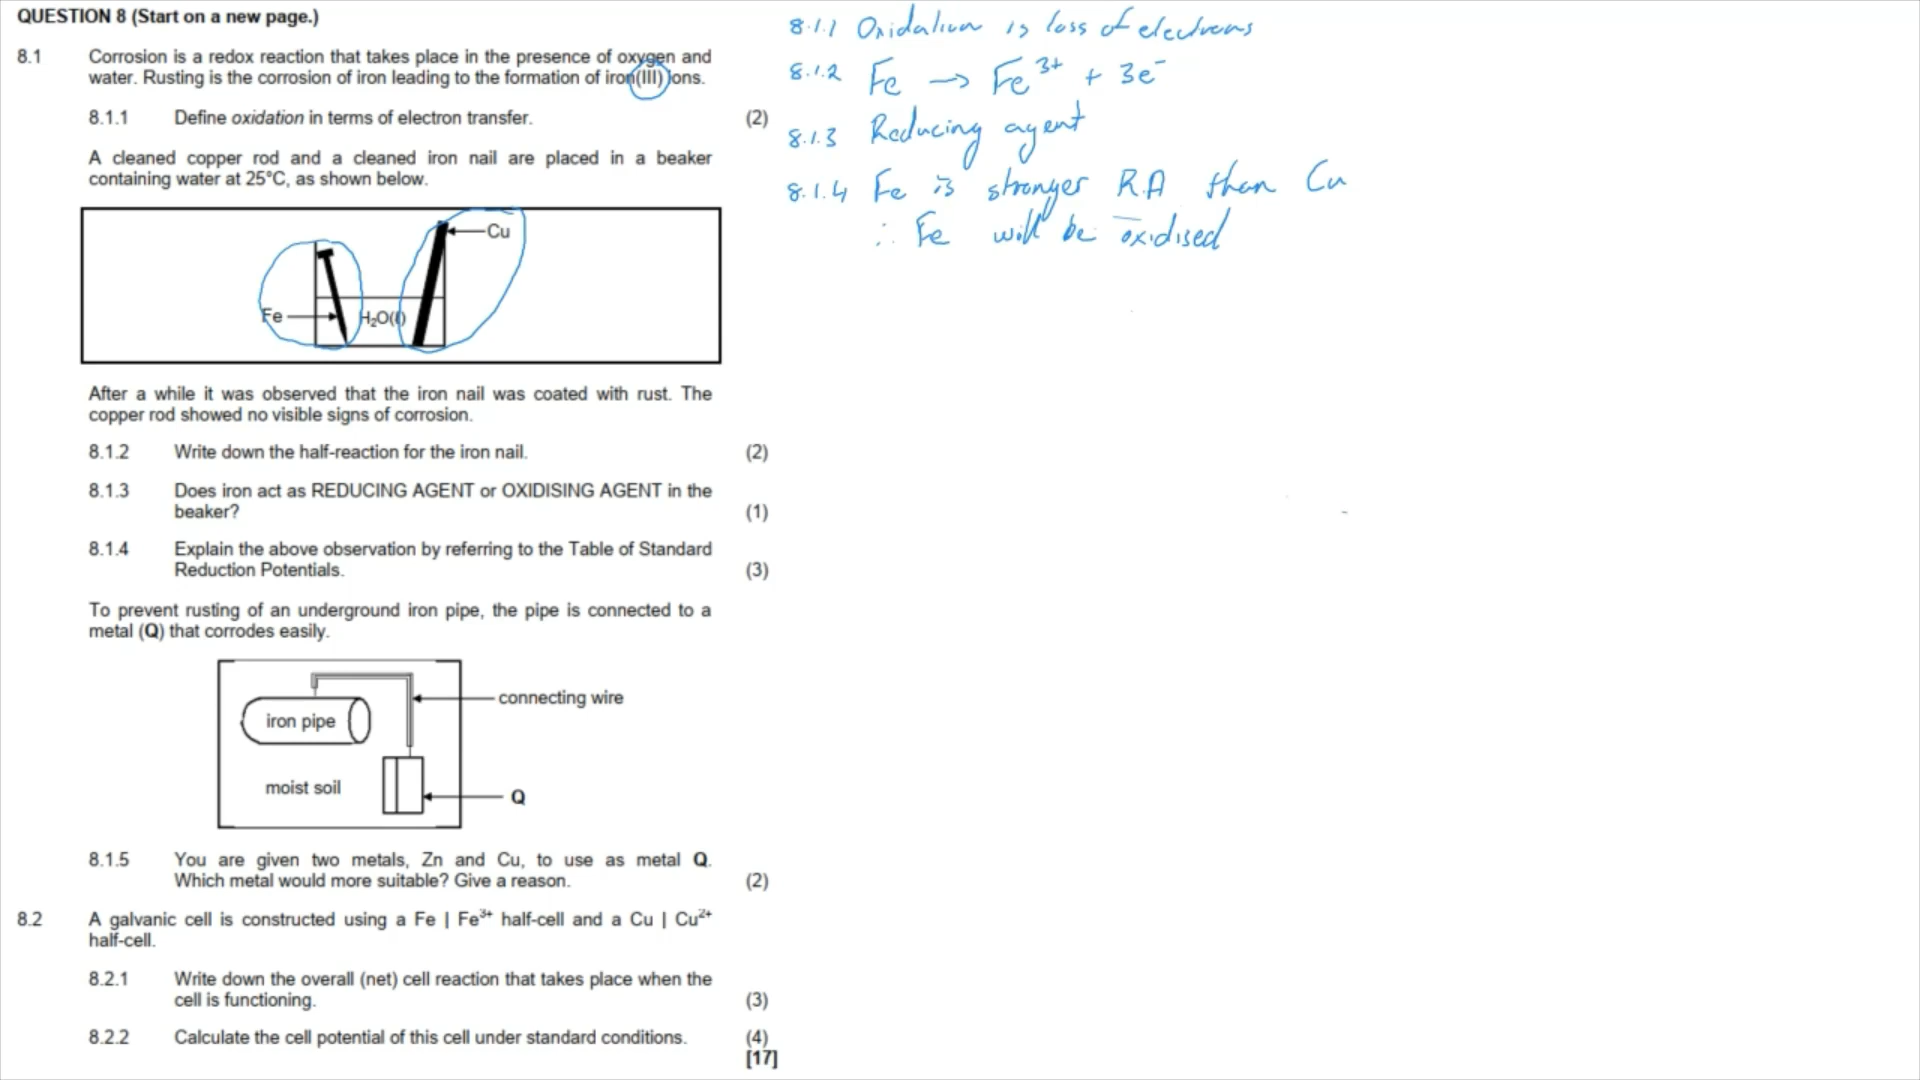 QUESTION 8 (Start on a new page.)
8.1 Corrosion is a redox reaction that takes place in the presence of oxygen and
water. Rusting is the corrosion of iron leading to the formation of iron(III) ions.
8.1.1 Define oxidation in terms of electron transfer. (2)
A cleaned copper rod and a cleaned iron nail are placed in a beaker
containing water at 25°C, as shown below.
Cu
Fe
H₂O(ℓ)
After a while it was observed that the iron nail was coated with rust. The
copper rod showed no visible signs of corrosion.
8.1.2 Write down the half-reaction for the iron nail. (2)
8.1.3 Does iron act as REDUCING AGENT or OXIDISING AGENT in the
beaker? (1)
8.1.4 Explain the above observation by referring to the Table of Standard
Reduction Potentials. (3)
To prevent rusting of an underground iron pipe, the pipe is connected to a
metal (Q) that corrodes easily.
connecting wire
iron pipe
moist soil
Q
8.1.5 You are given two metals, Zn and Cu, to use as metal Q.
Which metal would more suitable? Give a reason. (2)
8.2 A galvanic cell is constructed using a Fe | Fe³⁺ half-cell and a Cu | Cu²⁺
half-cell.
8.2.1 Write down the overall (net) cell reaction that takes place when the
cell is functioning. (3)
8.2.2 Calculate the cell potential of this cell under standard conditions. (4)
[17]
8.1.1 Oxidation is loss of electrons
8.1.2 Fe → Fe³⁺ + 3e⁻
8.1.3 Reducing agent
8.1.4 Fe is stronger RA than Cu
∴ Fe will be oxidised